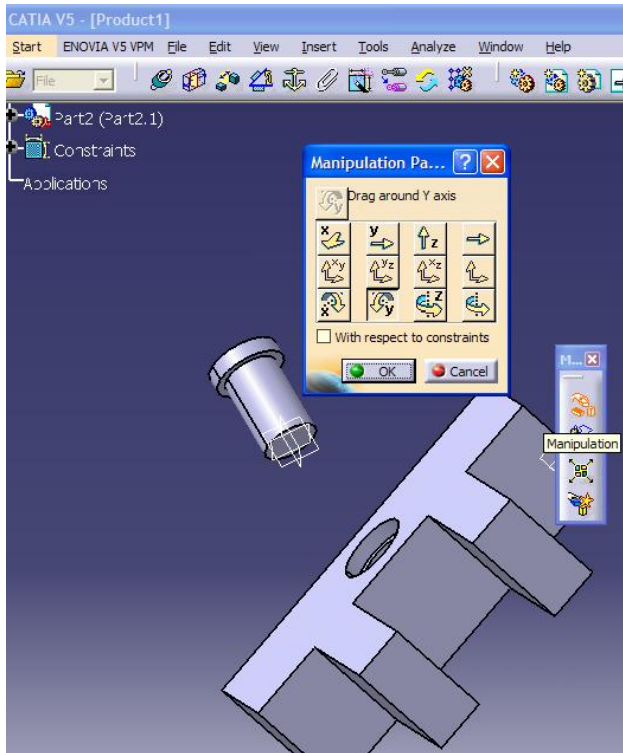 CATIA V5 - [Product1]
Start ENOVIA V5 VPM File Edit View Insert Tools Analyze Window Help
File
Part2 (Part2.1)
Constraints
Applications
Manipulation Pa...
Drag around Y axis
x y z
xy yz xz
x y z
With respect to constraints
OK Cancel
M...
Manipulation